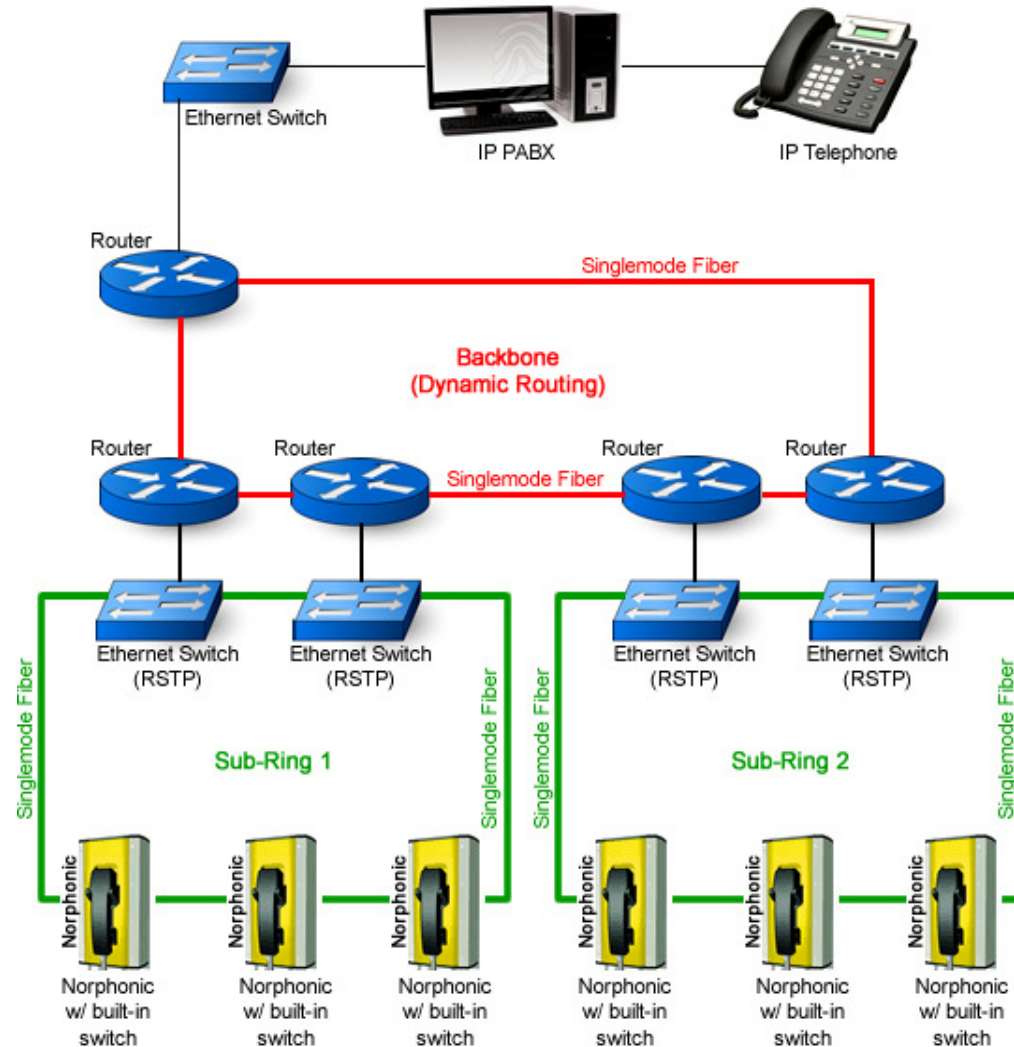 Ethernet Switch
IP PABX
IP Telephone
Router
Singlemode Fiber
Backbone
(Dynamic Routing)
Router
Router
Router
Router
Singlemode Fiber
Ethernet Switch
(RSTP)
Ethernet Switch
(RSTP)
Ethernet Switch
(RSTP)
Ethernet Switch
(RSTP)
Singlemode Fiber
Singlemode Fiber
Singlemode Fiber
Singlemode Fiber
Sub-Ring 1
Sub-Ring 2
Norphonic
Norphonic
Norphonic
Norphonic
Norphonic
Norphonic
Norphonic
w/ built-in
switch
Norphonic
w/ built-in
switch
Norphonic
w/ built-in
switch
Norphonic
w/ built-in
switch
Norphonic
w/ built-in
switch
Norphonic
w/ built-in
switch